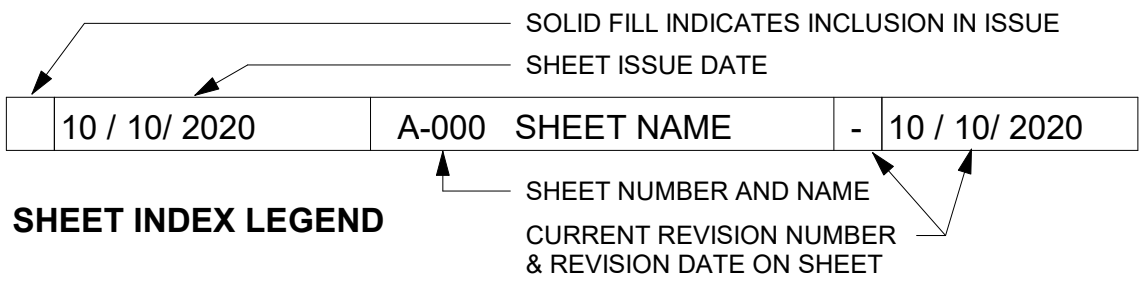 SOLID FILL INDICATES INCLUSION IN ISSUE
SHEET ISSUE DATE
10 / 10/ 2020 A-000 SHEET NAME - 10 / 10/ 2020
SHEET NUMBER AND NAME
SHEET INDEX LEGEND
CURRENT REVISION NUMBER
& REVISION DATE ON SHEET